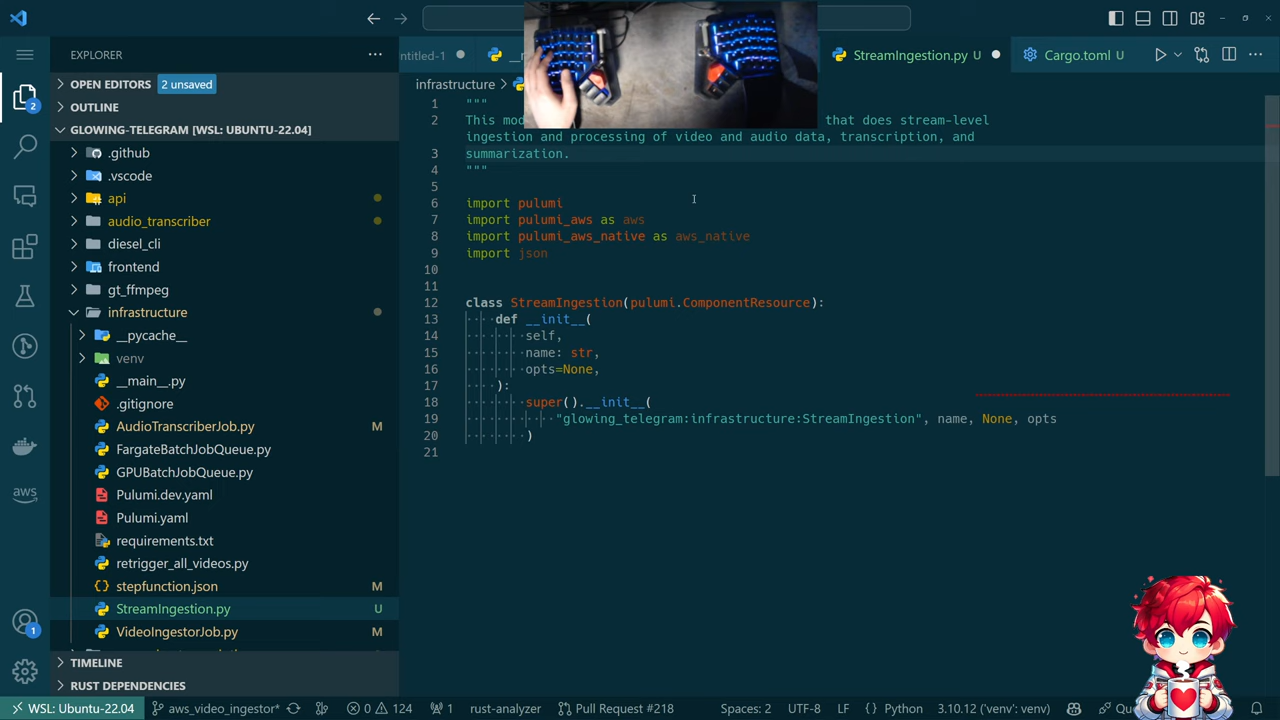 ntitled-1
StreamIngestion.py U
Cargo.toml U
EXPLORER
OPEN EDITORS 2 unsaved
OUTLINE
GLOWING-TELEGRAM [WSL: UBUNTU-22.04]
.github
.vscode
api
audio_transcriber
diesel_cli
frontend
gt_ffmpeg
infrastructure
__pycache__
venv
__main__.py
.gitignore
AudioTranscriberJob.py M
FargateBatchJobQueue.py
GPUBatchJobQueue.py
Pulumi.dev.yaml
Pulumi.yaml
requirements.txt
retrigger_all_videos.py
stepfunction.json M
StreamIngestion.py U
VideoIngestorJob.py M
TIMELINE
RUST DEPENDENCIES
2
aws
1
infrastructure
1 """
2 This mod that does stream-level
ingestion and processing of video and audio data, transcription, and
3 summarization.
4 """
5
6 import pulumi
7 import pulumi_aws as aws
8 import pulumi_aws_native as aws_native
9 import json
10
11
12 class StreamIngestion(pulumi.ComponentResource):
13 def __init__(
14 self,
15 name: str,
16 opts=None,
17 ):
18 super().__init__(
19 "glowing_telegram:infrastructure:StreamIngestion", name, None, opts
20 )
21
WSL: Ubuntu-22.04 aws_video_ingestor* 0 124 1 rust-analyzer Pull Request #218 Spaces: 2 UTF-8 LF Python 3.10.12 ('venv': venv)